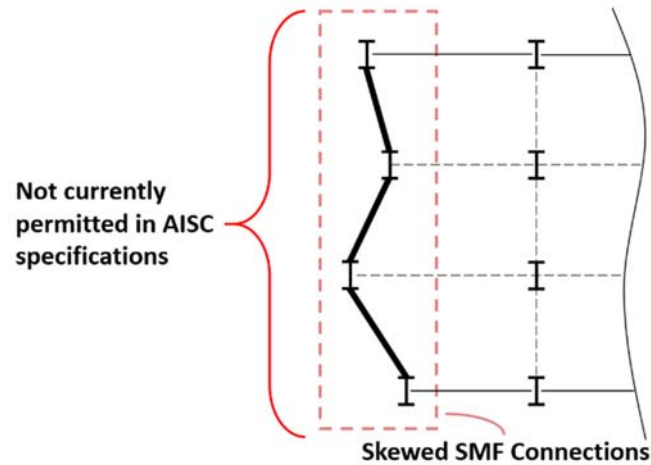 Not currently
permitted in AISC
specifications
Skewed SMF Connections